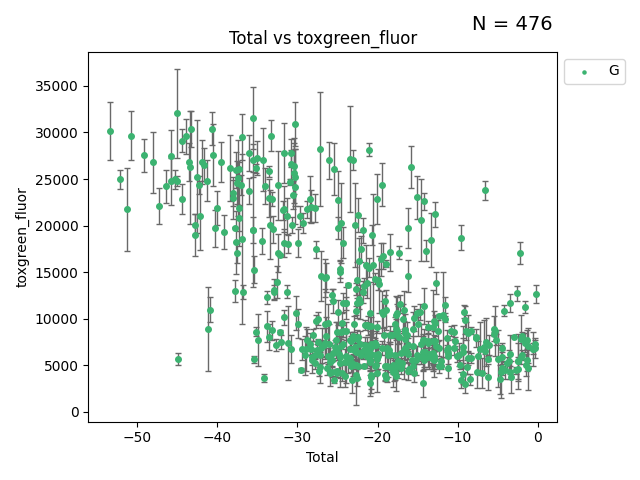 N = 476
Total vs toxgreen_fluor
G
toxgreen_fluor
35000
30000
25000
20000
15000
10000
5000
0
−50 −40 −30 −20 −10 0
Total